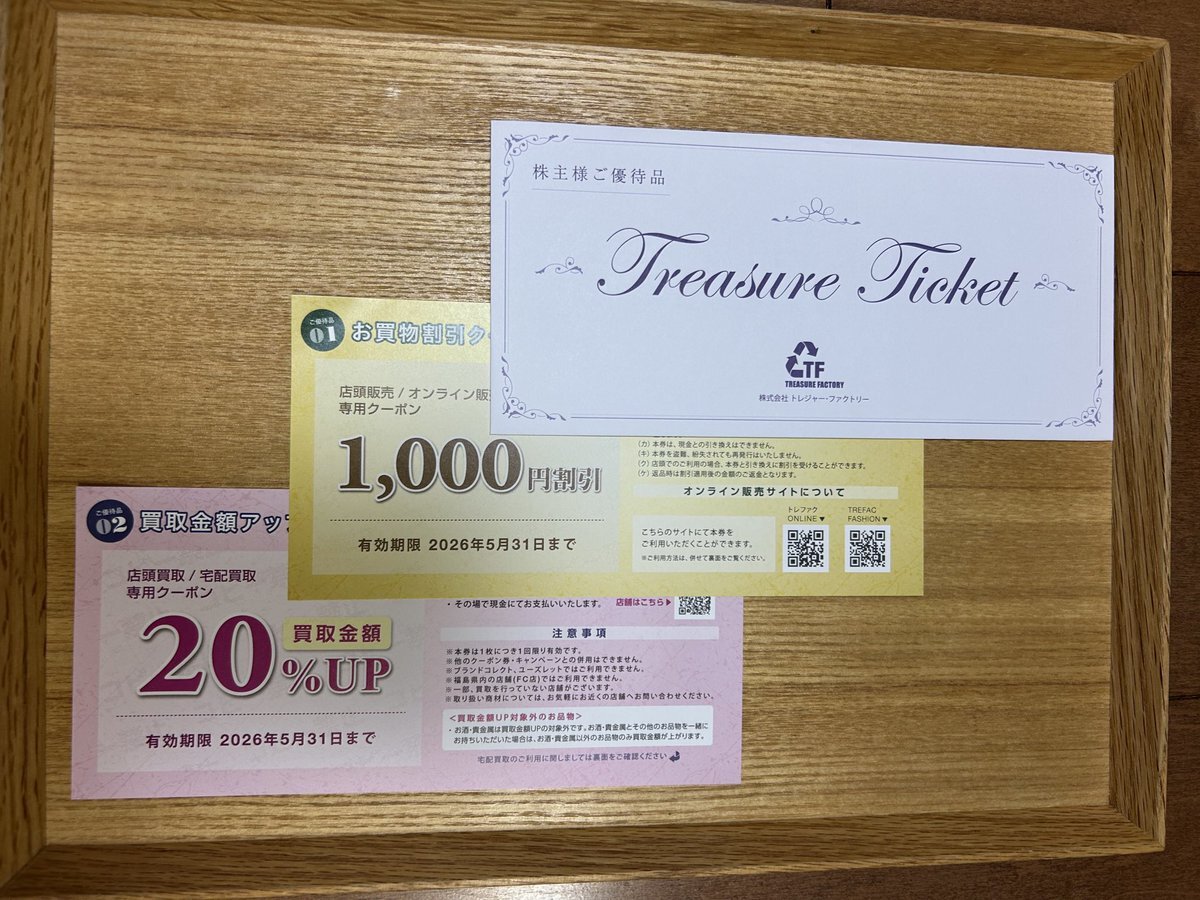 株主様ご優待品
Treasure Ticket
TF
TREASURE FACTORY
株式会社 トレジャー・ファクトリー
ご優待品
01 お買物割引ク
店頭販売 / オンライン販
専用クーポン
1,000円割引
有効期限 2026年5月31日まで
(カ) 本券は、現金との引き換えはできません。
(キ) 本券を盗難、紛失されても再発行はいたしません。
(ク) 店頭でのご利用の場合、本券と引き換えに割引を受けることができます。
(ケ) 返品時は割引適用後の金額のご返金となります。
オンライン販売サイトについて
こちらのサイトにて本券を
ご利用いただくことができます。
※ご利用方法は、併せて裏面をご覧ください。
トレファク
ONLINE▼
TREFAC
FASHION▼
ご優待品
02 買取金額アップ
店頭買取 / 宅配買取
専用クーポン
20%UP
買取金額
有効期限 2026年5月31日まで
・その場で現金にてお支払いいたします。
店舗はこちら▶
注意事項
※本券は1枚につき1回限り有効です。
※他のクーポン券・キャンペーンとの併用はできません。
※ブランドコレクト、ユーズレットではご利用できません。
※福島県内の店舗(FC店)ではご利用できません。
※一部、買取を行っていない店舗がございます。
※取り扱い商材については、お気軽にお近くの店舗へお問い合わせください。
<買取金額UP対象外のお品物>
・お酒・貴金属は買取金額UPの対象外です。お酒・貴金属とその他のお品物を一緒に
お持ちいただいた場合は、お酒・貴金属以外のお品物のみ買取金額が上がります。
宅配買取のご利用に関しましては裏面をご確認ください